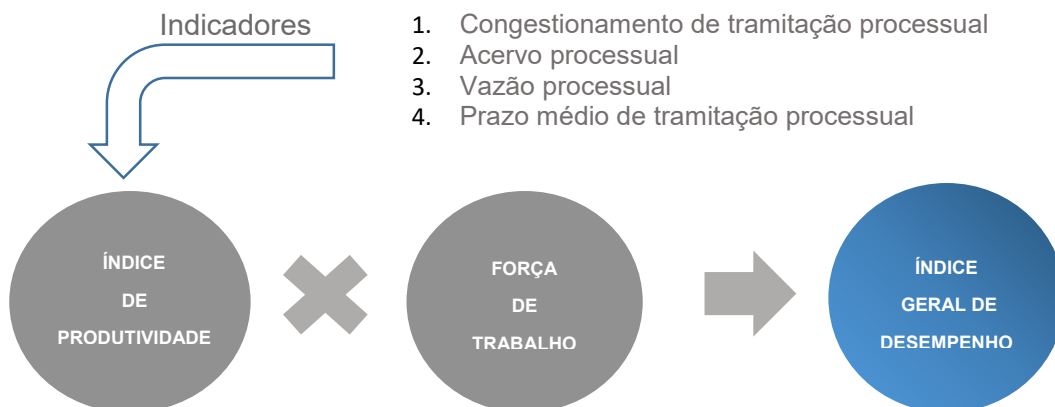 Indicadores
1. Congestionamento de tramitação processual
2. Acervo processual
3. Vazão processual
4. Prazo médio de tramitação processual
ÍNDICE
DE
PRODUTIVIDADE
FORÇA
DE
TRABALHO
ÍNDICE
GERAL DE
DESEMPENHO